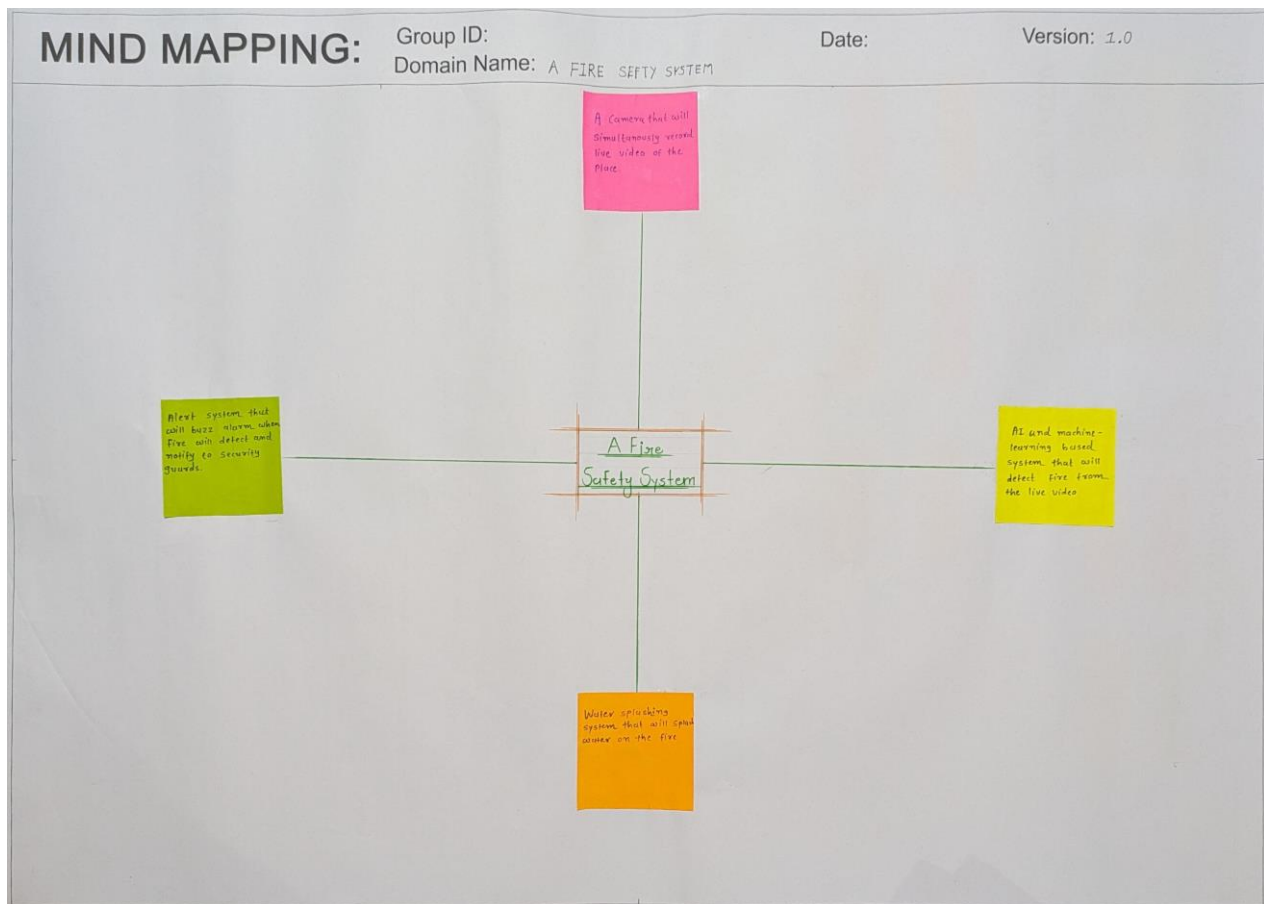 MIND MAPPING:
Group ID:
Date:
Version: 1.0
Domain Name: A FIRE SEFTY SYSTEM
A Camera that will
Simultanously record
live video of the
Place.
Alert system that
will buzz alarm when
Fire will detect and
notify to security
guards.
A Fire
Safety System
AI and machine-
learning based
system that will
detect fire from
the live video
Water splashing
system that will splash
water on the fire